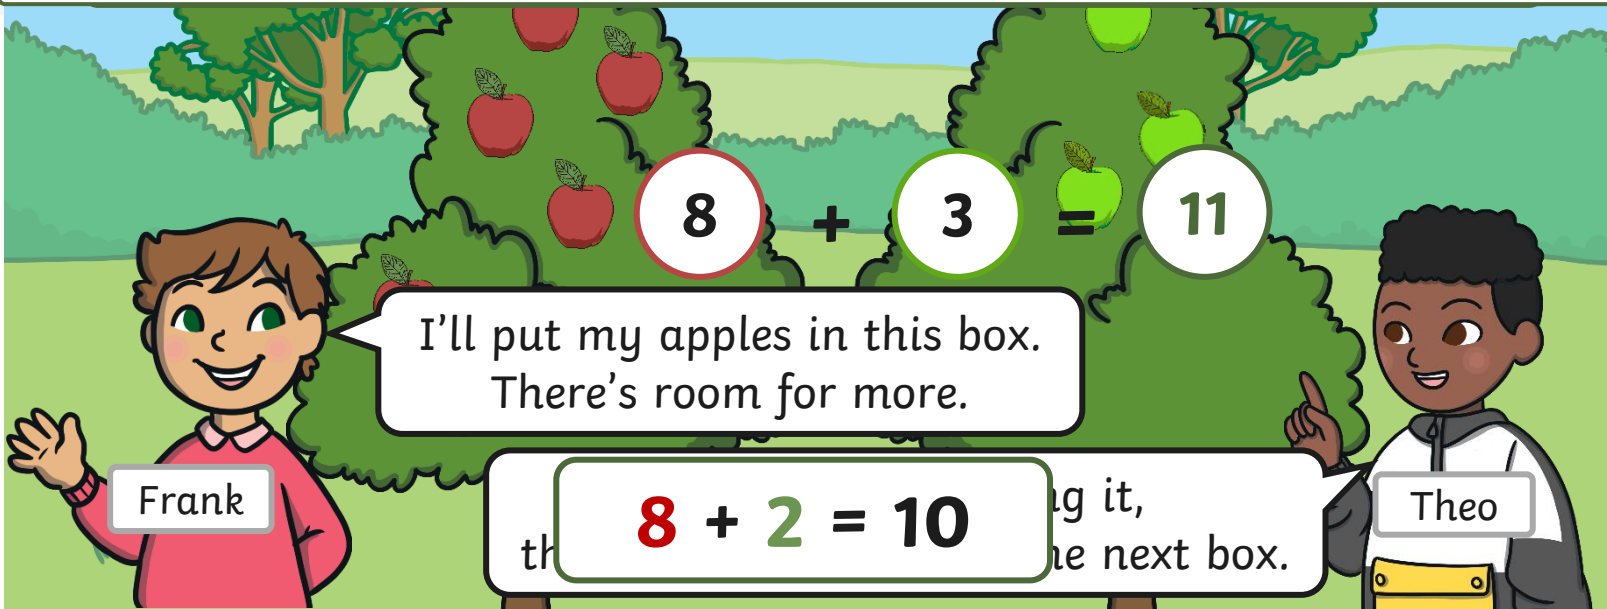 8 + 3 = 11
I'll put my apples in this box.
There's room for more.
8 + 2 = 10
it,
next box.
Frank
Theo